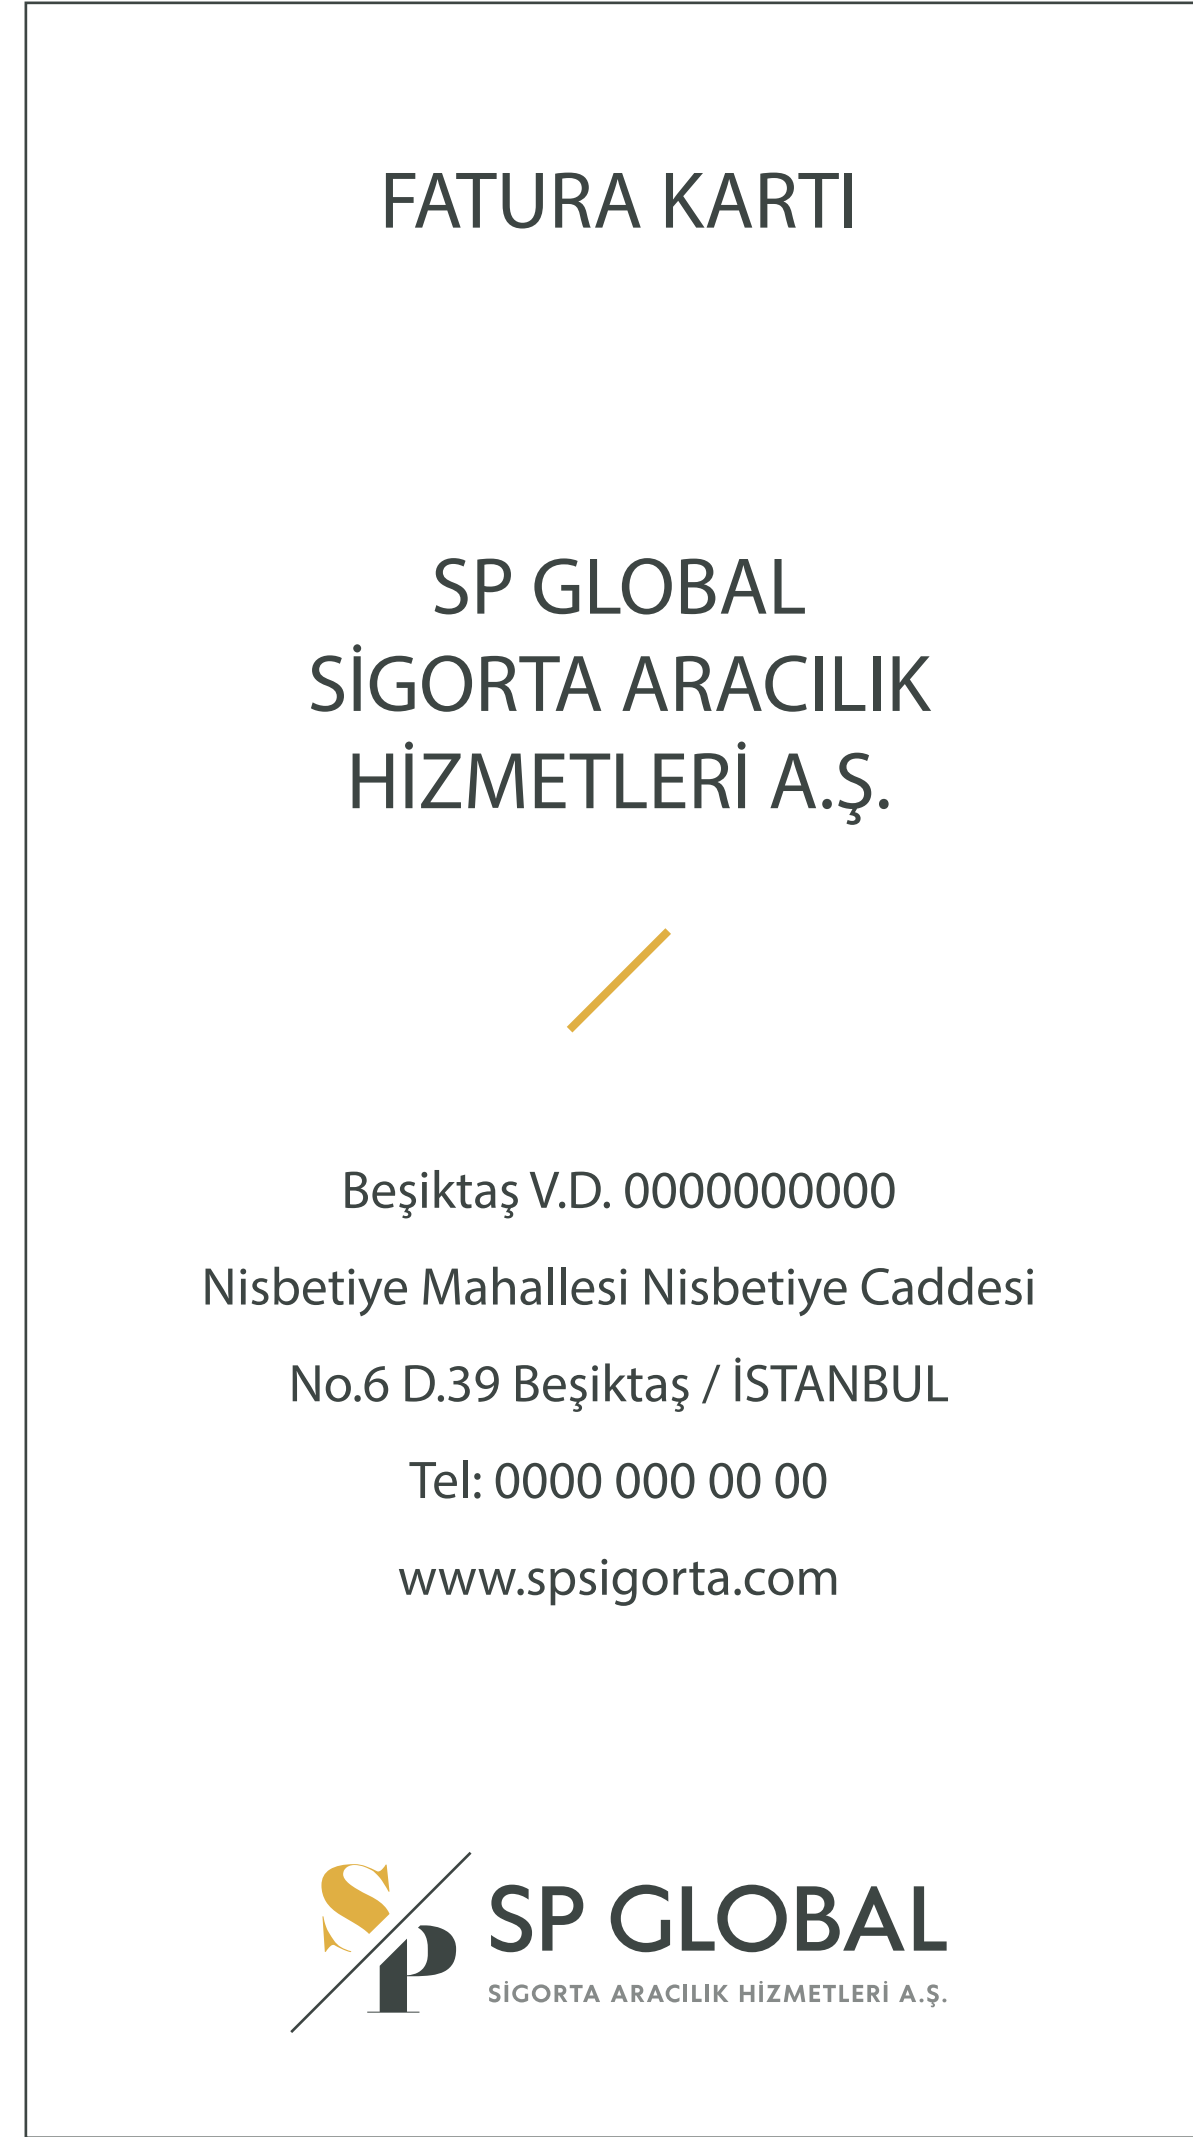 FATURA KARTI
SP GLOBAL
SİGORTA ARACILIK
HİZMETLERİ A.Ş.
Beşiktaş V.D. 0000000000
Nisbetiye Mahallesi Nisbetiye Caddesi
No.6 D.39 Beşiktaş / İSTANBUL
Tel: 0000 000 00 00
www.spsigorta.com
SP
SP GLOBAL
SİGORTA ARACILIK HİZMETLERİ A.Ş.